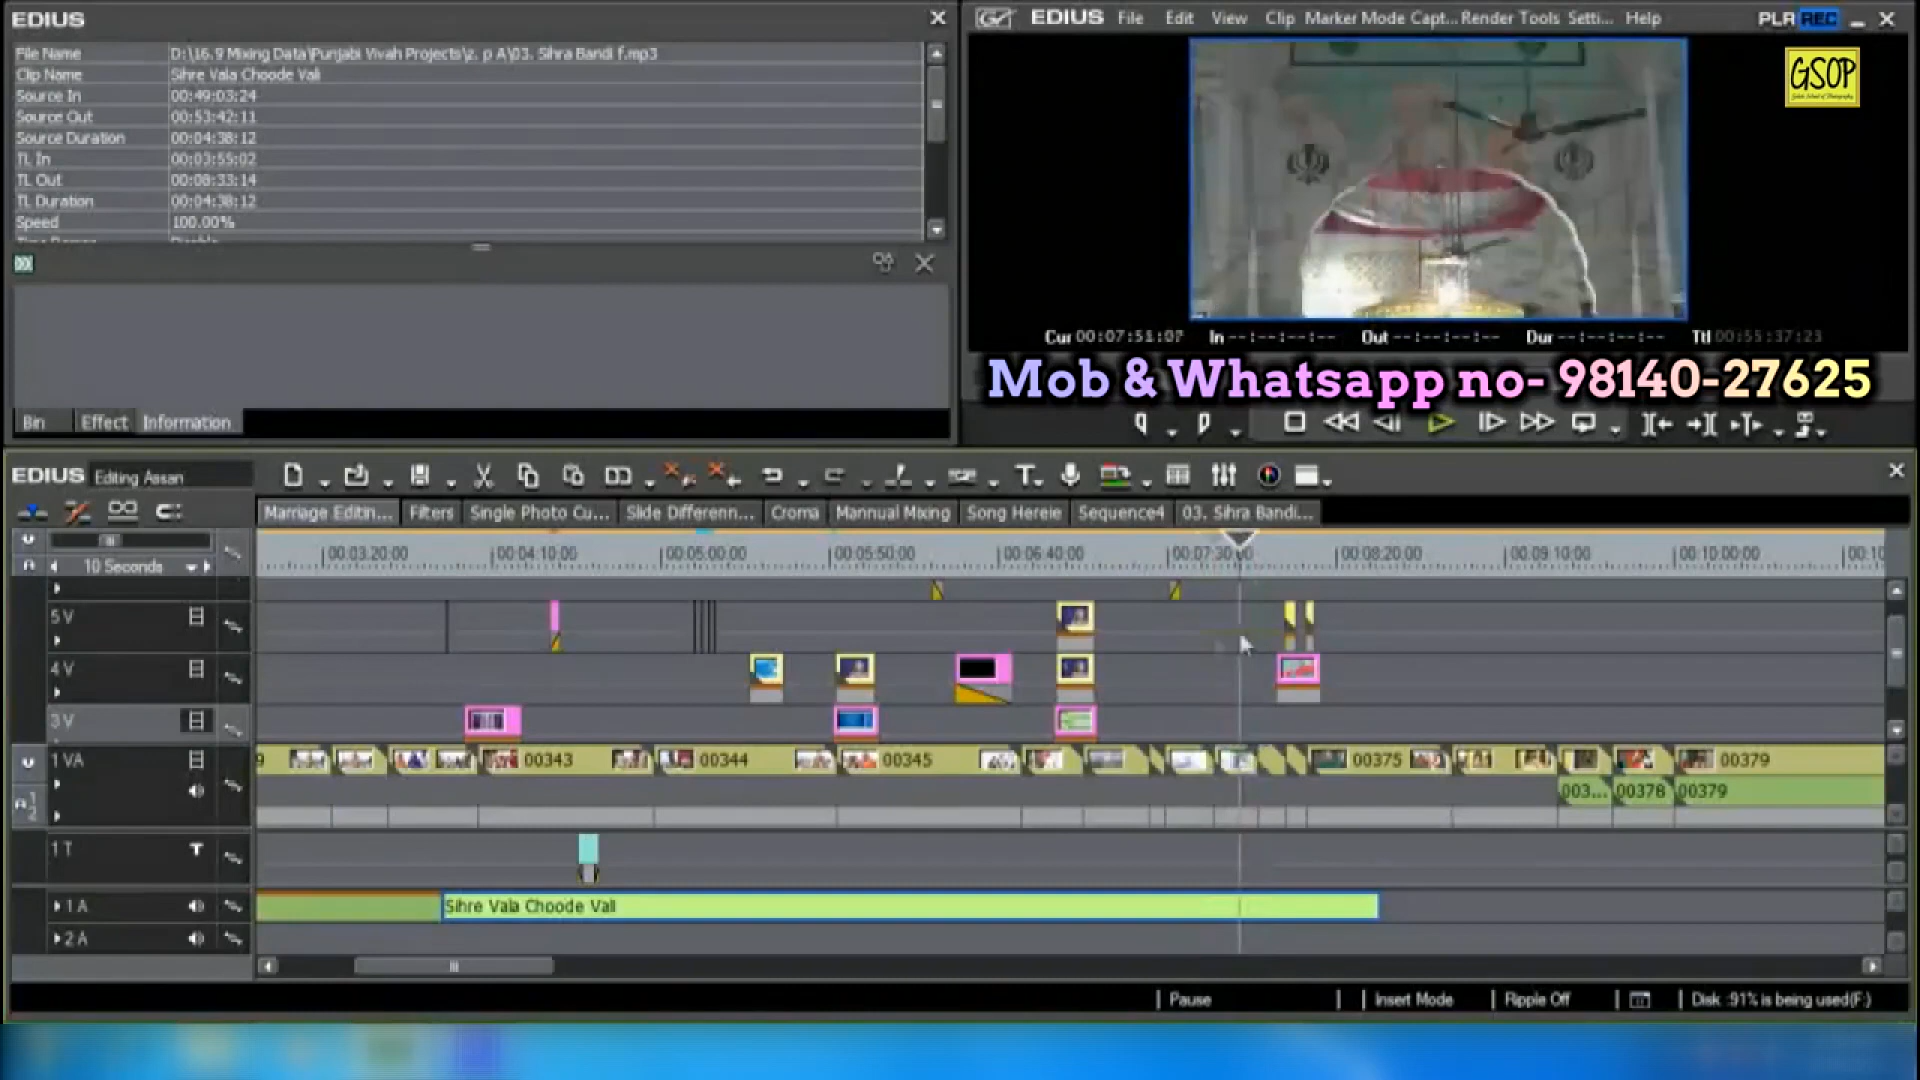 EDIUS
File Name D:\16.9 Mixing Data\Punjabi Vivah Projects\z. p A\03. Sihra Bandi f.mp3
Clip Name Sihre Vala Choode Vali
Source In 00:49:03:24
Source Out 00:53:42:11
Source Duration 00:04:38:12
TL In 00:03:55:02
TL Out 00:08:33:14
TL Duration 00:04:38:12
Speed 100.00%
Bin Effect Information
EDIUS File Edit View Clip Marker Mode Capt... Render Tools Setti... Help PLR REC
GSOP
Cur 00:07:51:07 In --:--:--:-- Out --:--:--:-- Dur --:--:--:-- Ttl 00:55:37:23
Mob & Whatsapp no- 98140-27625
EDIUS Editing Assan
Marriage Editin... Filters Single Photo Cu... Slide Differenn... Croma Mannual Mixing Song Hereie Sequence4 03. Sihra Bandi...
10 Seconds 00:03:20:00 00:04:10:00 00:05:00:00 00:05:50:00 00:06:40:00 00:07:30:00 00:08:20:00 00:09:10:00 00:10:00:00
5 V
4 V
3 V
1 VA 9 00343 00344 00345 00375 00379
003... 00378 00379
1 T T
1 A Sihre Vala Choode Vali
2 A
Pause Insert Mode Ripple Off Disk :91% is being used(F:)